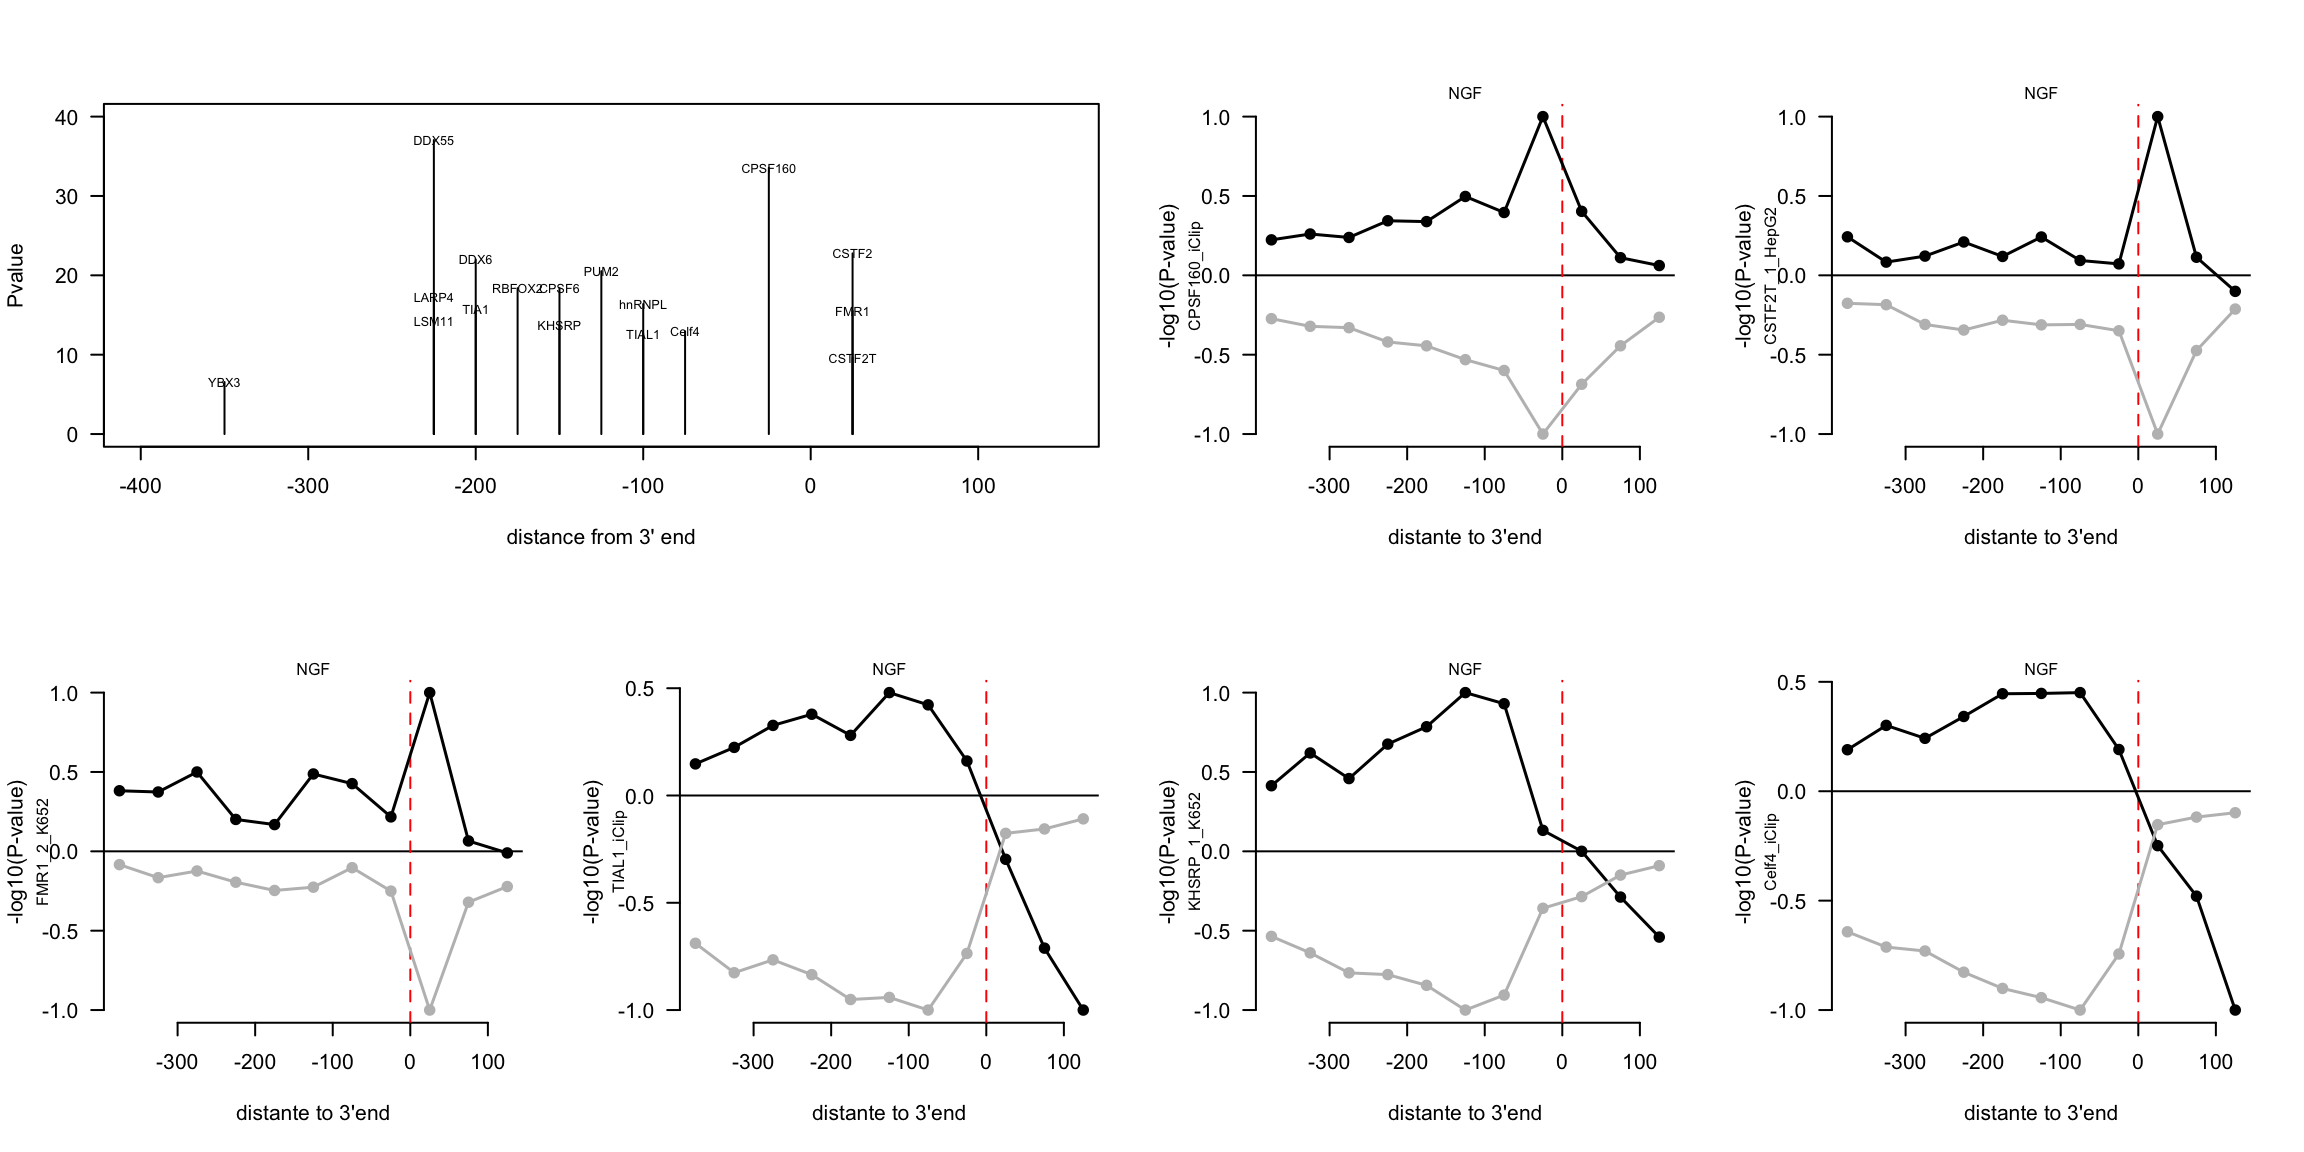 Pvalue
40
30
20
10
0
DDX55
CPSF160
DDX6
CSTF2
PUM2
RBFOX2
CPSF6
LARP4
hnRNPL
TIA1
FMR1
LSM11
KHSRP
TIAL1
Celf4
CSTF2T
YBX3
-400
-300
-200
-100
0
100
distance from 3' end
NGF
-log10(P-value)
CPSF160_iClip
1.0
0.5
0.0
-0.5
-1.0
-300
-200
-100
0
100
distante to 3'end
NGF
-log10(P-value)
CSTF2T_1_HepG2
1.0
0.5
0.0
-0.5
-1.0
-300
-200
-100
0
100
distante to 3'end
NGF
-log10(P-value)
FMR1_2_K652
1.0
0.5
0.0
-0.5
-1.0
-300
-200
-100
0
100
distante to 3'end
NGF
-log10(P-value)
TIAL1_iClip
0.5
0.0
-0.5
-1.0
-300
-200
-100
0
100
distante to 3'end
NGF
-log10(P-value)
KHSRP_1_K652
1.0
0.5
0.0
-0.5
-1.0
-300
-200
-100
0
100
distante to 3'end
NGF
-log10(P-value)
Celf4_iClip
0.5
0.0
-0.5
-1.0
-300
-200
-100
0
100
distante to 3'end